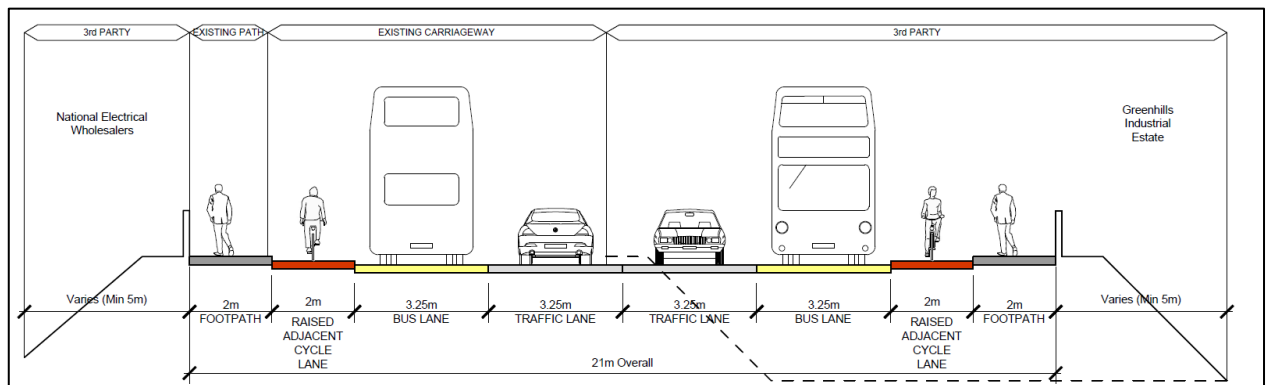 3rd PARTY
EXISTING PATH
EXISTING CARRIAGEWAY
3rd PARTY
National Electrical
Wholesalers
Greenhills
Industrial
Estate
Varies (Min 5m)
2m
FOOTPATH
2m
RAISED
ADJACENT
CYCLE
LANE
3.25m
BUS LANE
3.25m
TRAFFIC LANE
3.25m
TRAFFIC LANE
3.25m
BUS LANE
2m
RAISED
ADJACENT
CYCLE
LANE
2m
FOOTPATH
Varies (Min 5m)
21m Overall